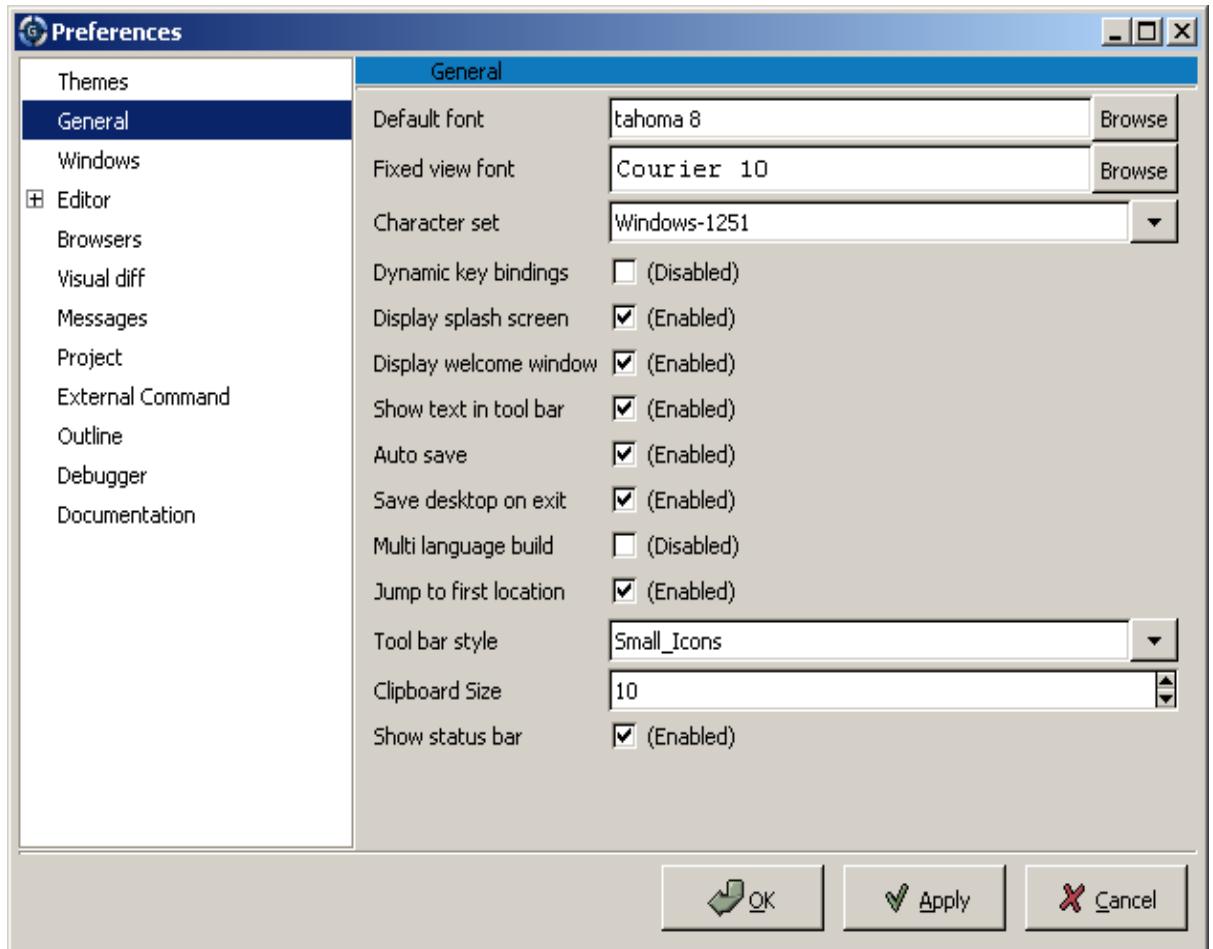 Preferences
Themes
General
Windows
Editor
Browsers
Visual diff
Messages
Project
External Command
Outline
Debugger
Documentation
General
Default font tahoma 8 Browse
Fixed view font Courier 10 Browse
Character set Windows-1251
Dynamic key bindings (Disabled)
Display splash screen (Enabled)
Display welcome window (Enabled)
Show text in tool bar (Enabled)
Auto save (Enabled)
Save desktop on exit (Enabled)
Multi language build (Disabled)
Jump to first location (Enabled)
Tool bar style Small_Icons
Clipboard Size 10
Show status bar (Enabled)
OK Apply Cancel